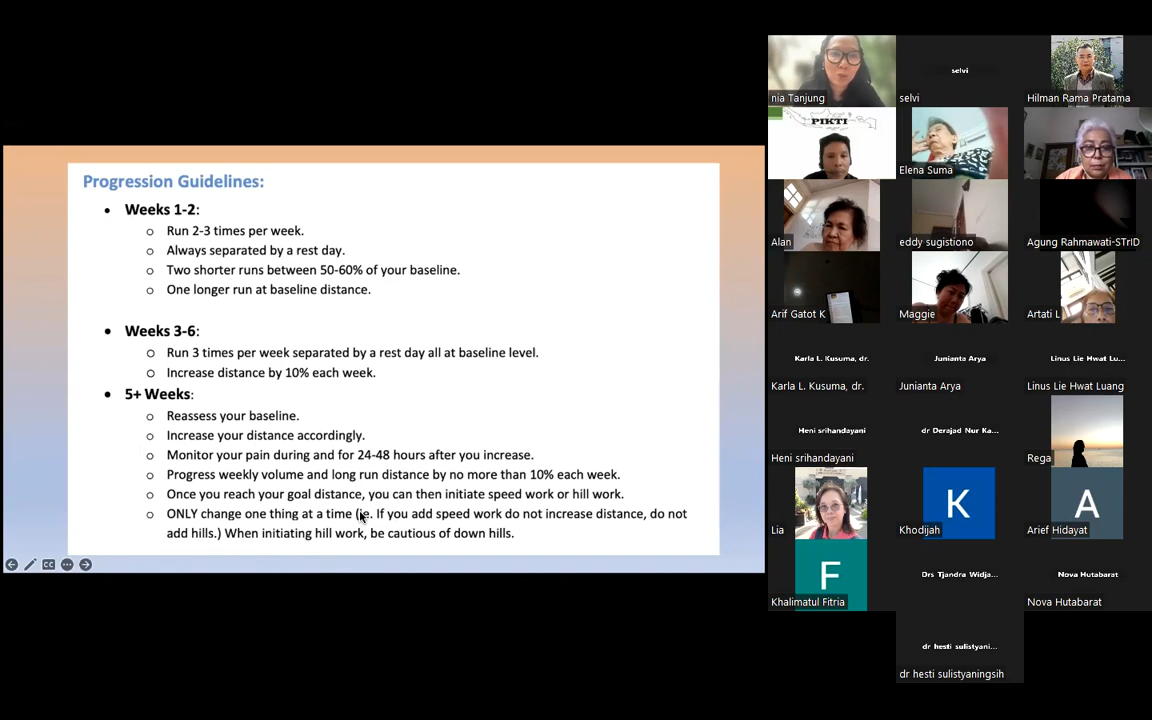 Progression Guidelines:
• Weeks 1-2:
o Run 2-3 times per week.
o Always separated by a rest day.
o Two shorter runs between 50-60% of your baseline.
o One longer run at baseline distance.
• Weeks 3-6:
o Run 3 times per week separated by a rest day all at baseline level.
o Increase distance by 10% each week.
• 5+ Weeks:
o Reassess your baseline.
o Increase your distance accordingly.
o Monitor your pain during and for 24-48 hours after you increase.
o Progress weekly volume and long run distance by no more than 10% each week.
o Once you reach your goal distance, you can then initiate speed work or hill work.
o ONLY change one thing at a time (ie. If you add speed work do not increase distance, do not
add hills.) When initiating hill work, be cautious of down hills.
CC
nia Tanjung
selvi
selvi
Hilman Rama Pratama
PIKTI
Elena Suma
Alan
eddy sugistiono
Agung Rahmawati-STrID
Arif Gatot K
Maggie
Artati L
Karla L. Kusuma, dr.
Karla L. Kusuma, dr.
Junianta Arya
Junianta Arya
Linus Lie Hwat Lu...
Linus Lie Hwat Luang
Heni srihandayani
Heni srihandayani
dr Derajad Nur Ka...
Rega
Lia
K
Khodijah
A
Arief Hidayat
F
Khalimatul Fitria
Drs Tjandra Widja...
Nova Hutabarat
Nova Hutabarat
dr hesti sulistyani...
dr hesti sulistyaningsih